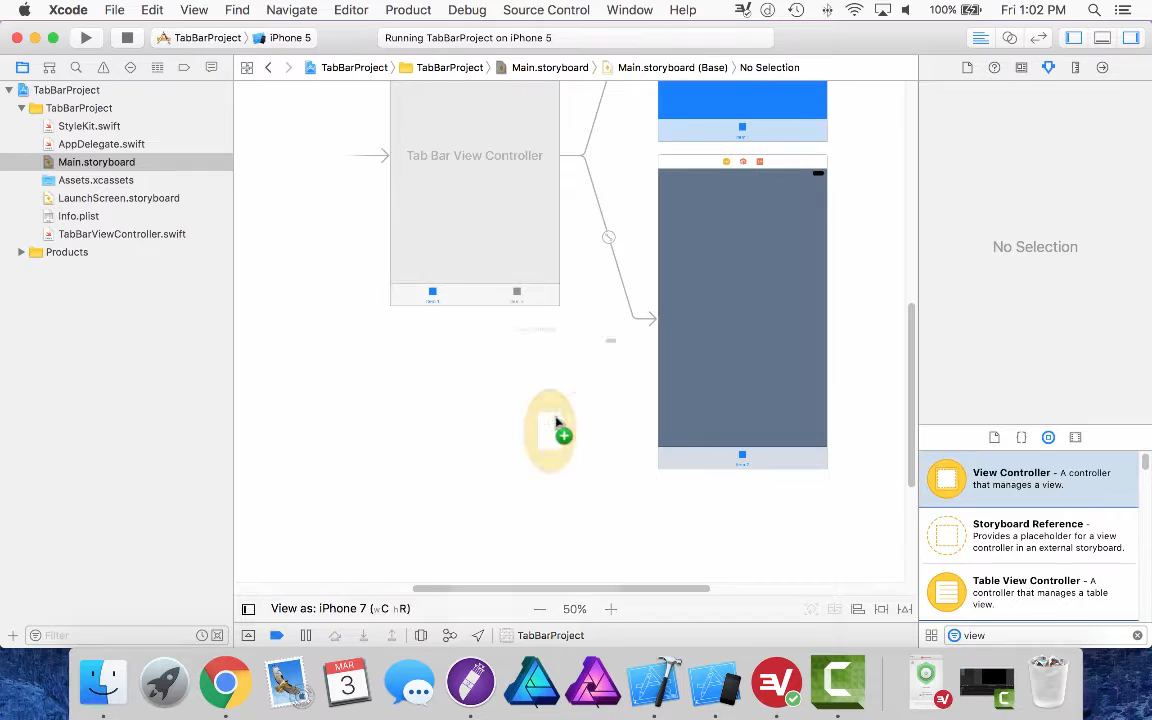 Xcode File Edit View Find Navigate Editor Product Debug Source Control Window Help 100% Fri 1:02 PM
TabBarProject iPhone 5 Running TabBarProject on iPhone 5
TabBarProject TabBarProject Main.storyboard Main.storyboard (Base) No Selection
TabBarProject
TabBarProject
StyleKit.swift
AppDelegate.swift
Main.storyboard
Assets.xcassets
LaunchScreen.storyboard
Info.plist
TabBarViewController.swift
Products
Tab Bar View Controller
No Selection
View Controller - A controller
that manages a view.
Storyboard Reference -
Provides a placeholder for a view
controller in an external storyboard.
Table View Controller - A
controller that manages a table
view.
View as: iPhone 7 (wC hR) 50%
Filter TabBarProject view
MAR
3